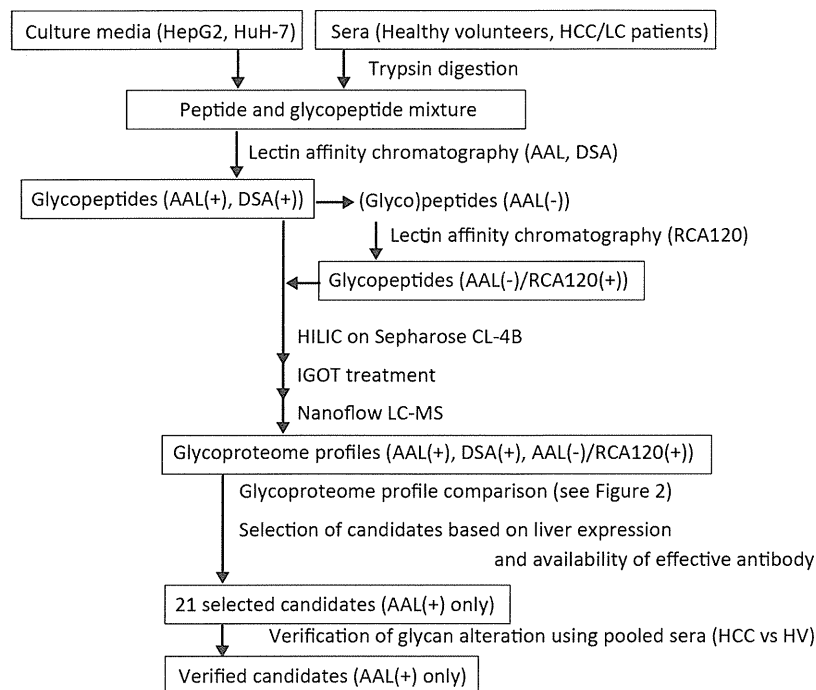 Culture media (HepG2, HuH-7)
Sera (Healthy volunteers, HCC/LC patients)
Trypsin digestion
Peptide and glycopeptide mixture
Lectin affinity chromatography (AAL, DSA)
Glycopeptides (AAL(+), DSA(+))
(Glyco)peptides (AAL(-))
Lectin affinity chromatography (RCA120)
Glycopeptides (AAL(-)/RCA120(+))
HILIC on Sepharose CL-4B
IGOT treatment
Nanoflow LC-MS
Glycoproteome profiles (AAL(+), DSA(+), AAL(-)/RCA120(+))
Glycoproteome profile comparison (see Figure 2)
Selection of candidates based on liver expression
and availability of effective antibody
21 selected candidates (AAL(+) only)
Verification of glycan alteration using pooled sera (HCC vs HV)
Verified candidates (AAL(+) only)